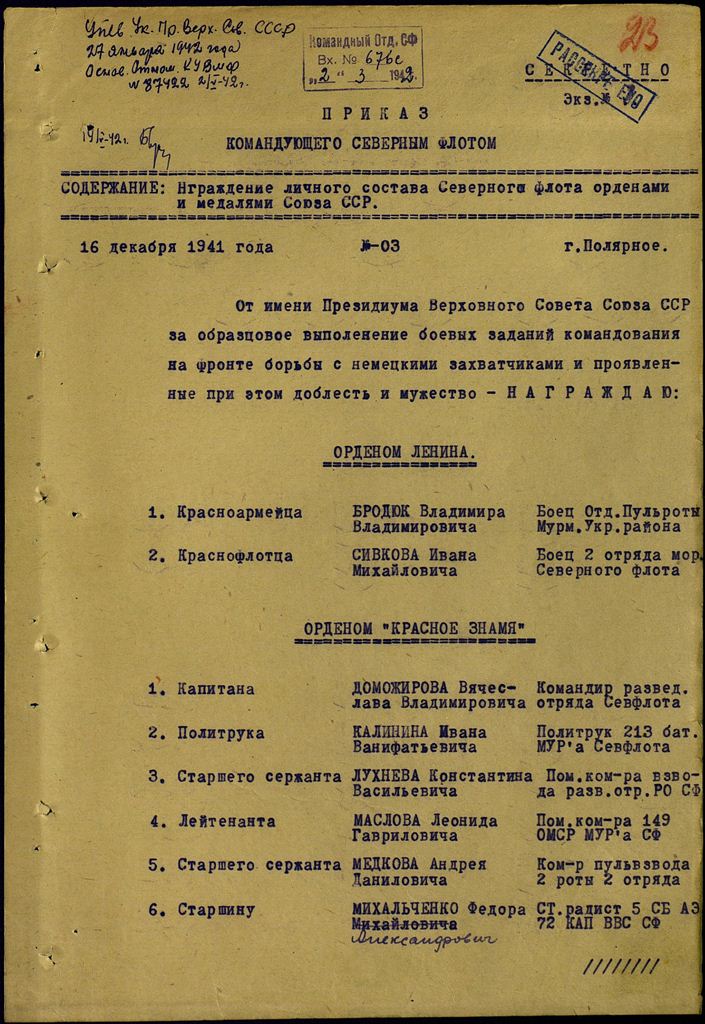 Утв Ук. Пр. Верх. Сов. СССР
27 января 1942 года
Основ. Отнош. КУ ВМФ
№ 87422 2/V-42г.
Командный Отд. СФ
Вх. № 676с
„2" 3 1942.
23
СЕКРЕТНО
РАССЕКРЕЧЕНО
Экз.№
ПРИКАЗ
КОМАНДУЮЩЕГО СЕВЕРНЫМ ФЛОТОМ
СОДЕРЖАНИЕ: Нграждение личного состава Северного флота орденами
и медалями Союза ССР.
16 декабря 1941 года №-03 г.Полярное.
От имени Президиума Верховного Совета Союза ССР
за образцовое выполенение боевых заданий командования
на фронте борьбы с немецкими захватчиками и проявлен-
ные при этом доблесть и мужество - НАГРАЖДАЮ:
ОРДЕНОМ ЛЕНИНА.
1. Красноармейца БРОДЮК Владимира Боец Отд.Пульроты
Владимировича Мурм.Укр.района
2. Краснофлотца СИВКОВА Ивана Боец 2 отряда мор.
Михайловича Северного флота
ОРДЕНОМ "КРАСНОЕ ЗНАМЯ"
1. Капитана ДОМОЖИРОВА Вячес- Командир развед.
лава Владимировича отряда Севфлота
2. Политрука КАЛИНИНА Ивана Политрук 213 бат.
Ванифатьевича МУР'а Севфлота
3. Старшего сержанта ЛУХНЕВА Константина Пом.ком-ра взво-
Васильевича да разв.отр.РО СФ
4. Лейтенанта МАСЛОВА Леонида Пом.ком-ра 149
Гавриловича ОМСР МУР'а СФ
5. Старшего сержанта МЕДКОВА Андрея Ком-р пульвзвода
Даниловича 2 роты 2 отряда
6. Старшину МИХАЛЬЧЕНКО Федора СТ.радист 5 СБ АЭ
Михайловича 72 КАП ВВС СФ
Александрович
/////////